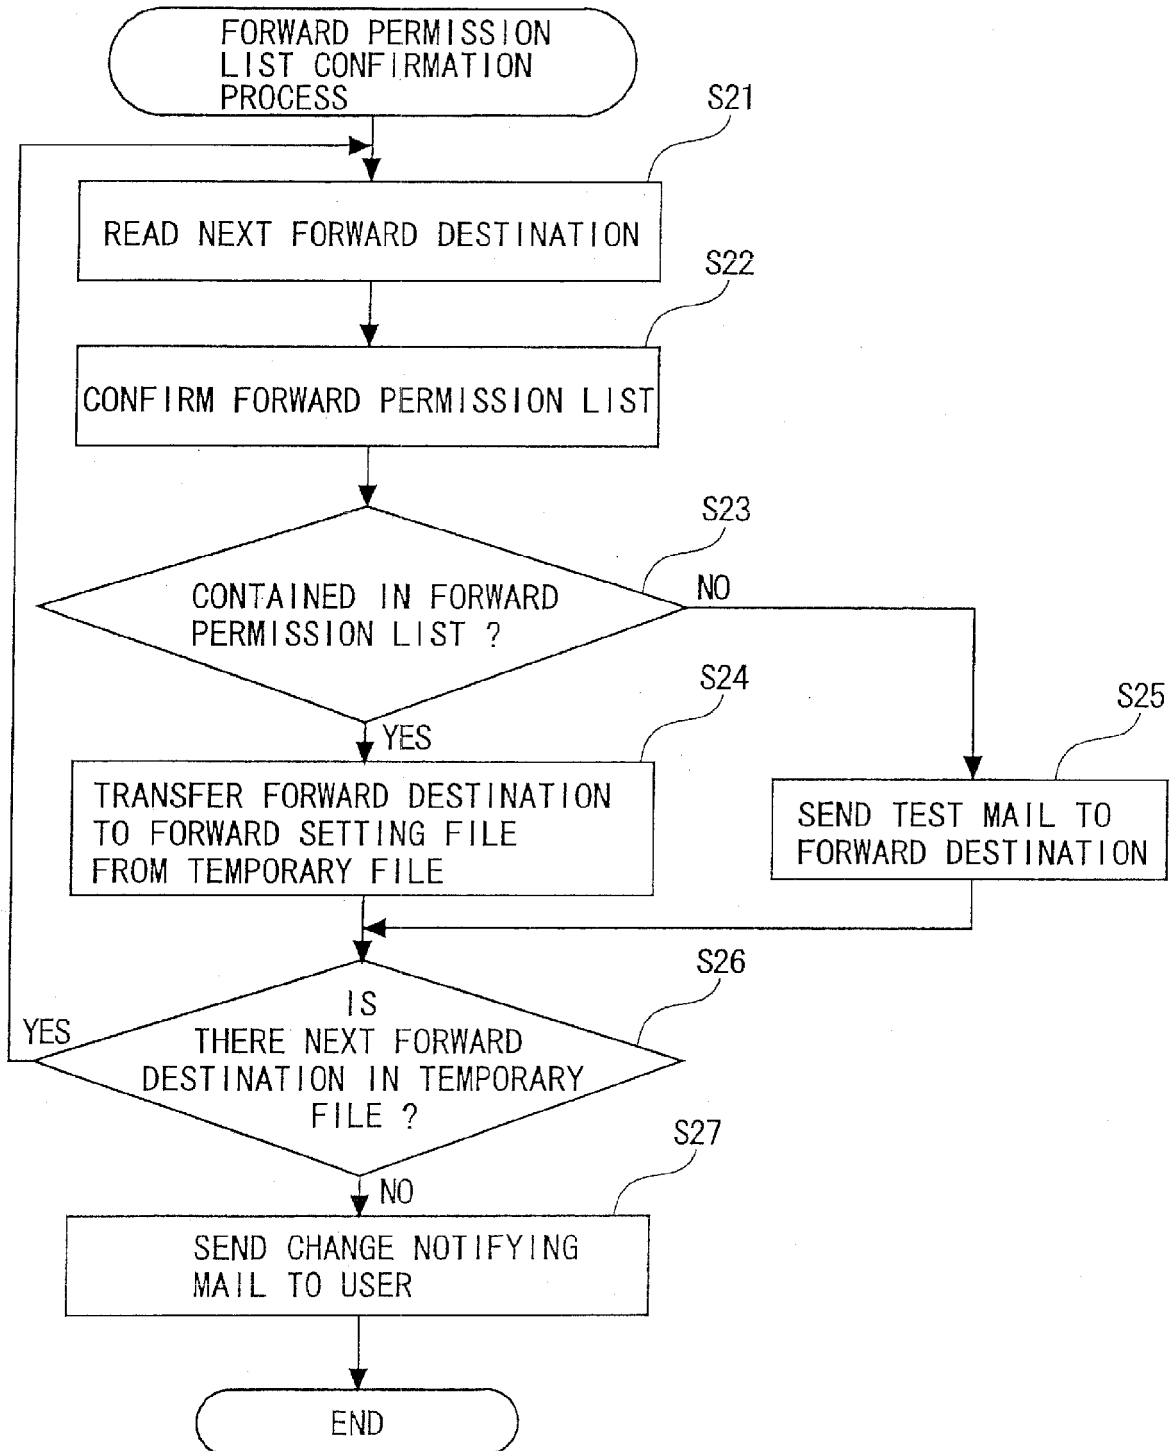 FORWARD PERMISSION
LIST CONFIRMATION
PROCESS
S21
READ NEXT FORWARD DESTINATION
S22
CONFIRM FORWARD PERMISSION LIST
S23
CONTAINED IN FORWARD
PERMISSION LIST ?
NO
S24
YES
S25
TRANSFER FORWARD DESTINATION
TO FORWARD SETTING FILE
FROM TEMPORARY FILE
SEND TEST MAIL TO
FORWARD DESTINATION
S26
IS
THERE NEXT FORWARD
DESTINATION IN TEMPORARY
FILE ?
YES
S27
NO
SEND CHANGE NOTIFYING
MAIL TO USER
END